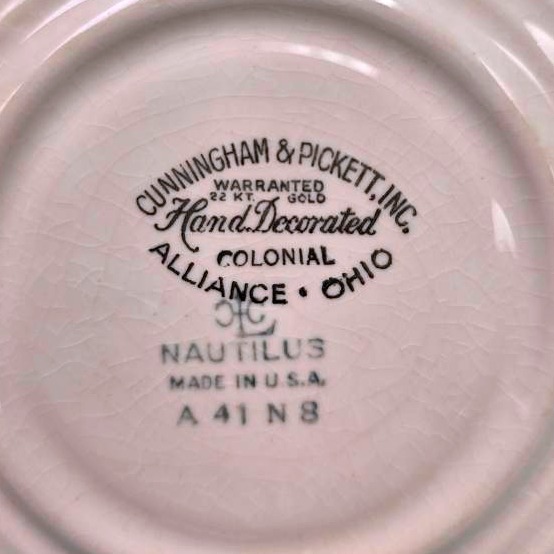 CUNNINGHAM & PICKETT, INC.
WARRANTED
22 KT. GOLD
Hand Decorated
COLONIAL
ALLIANCE • OHIO
NAUTILUS
MADE IN U.S.A.
A 41 N 8